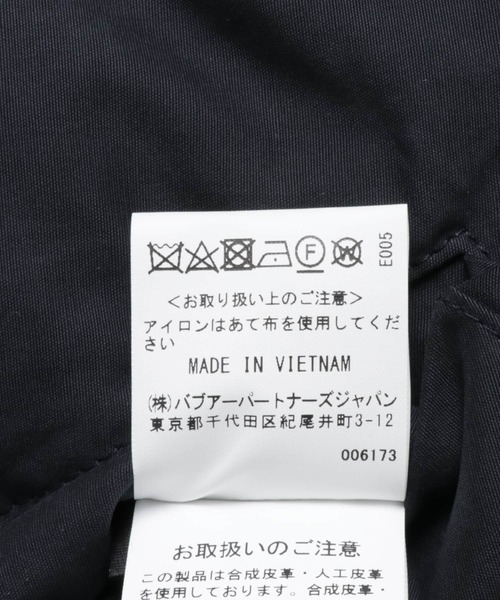 F W E005
<お取り扱い上のご注意>
アイロンはあて布を使用してくだ
さい
MADE IN VIETNAM
(株)バブアーパートナーズジャパン
東京都千代田区紀尾井町3-12
006173
お取扱いのご注意
この製品は合成皮革・人工皮革
を使用しております。合成皮革・